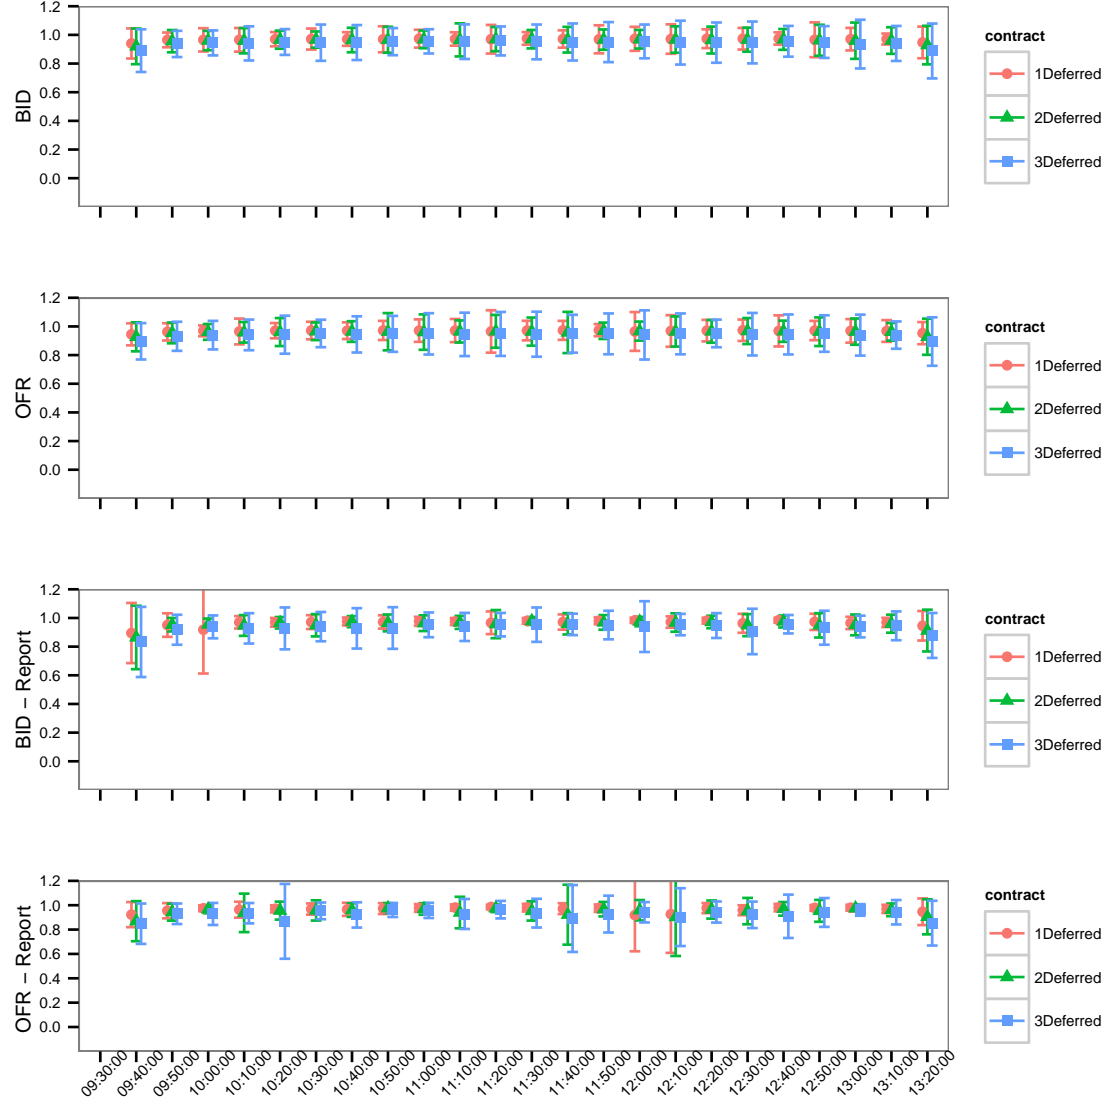 1.2
1.0
0.8
0.6
0.4
0.2
0.0
BID
contract
1Deferred
2Deferred
3Deferred
1.2
1.0
0.8
0.6
0.4
0.2
0.0
OFR
contract
1Deferred
2Deferred
3Deferred
1.2
1.0
0.8
0.6
0.4
0.2
0.0
BID − Report
contract
1Deferred
2Deferred
3Deferred
1.2
1.0
0.8
0.6
0.4
0.2
0.0
OFR − Report
contract
1Deferred
2Deferred
3Deferred
09:30:00
09:40:00
09:50:00
10:00:00
10:10:00
10:20:00
10:30:00
10:40:00
10:50:00
11:00:00
11:10:00
11:20:00
11:30:00
11:40:00
11:50:00
12:00:00
12:10:00
12:20:00
12:30:00
12:40:00
12:50:00
13:00:00
13:10:00
13:20:00